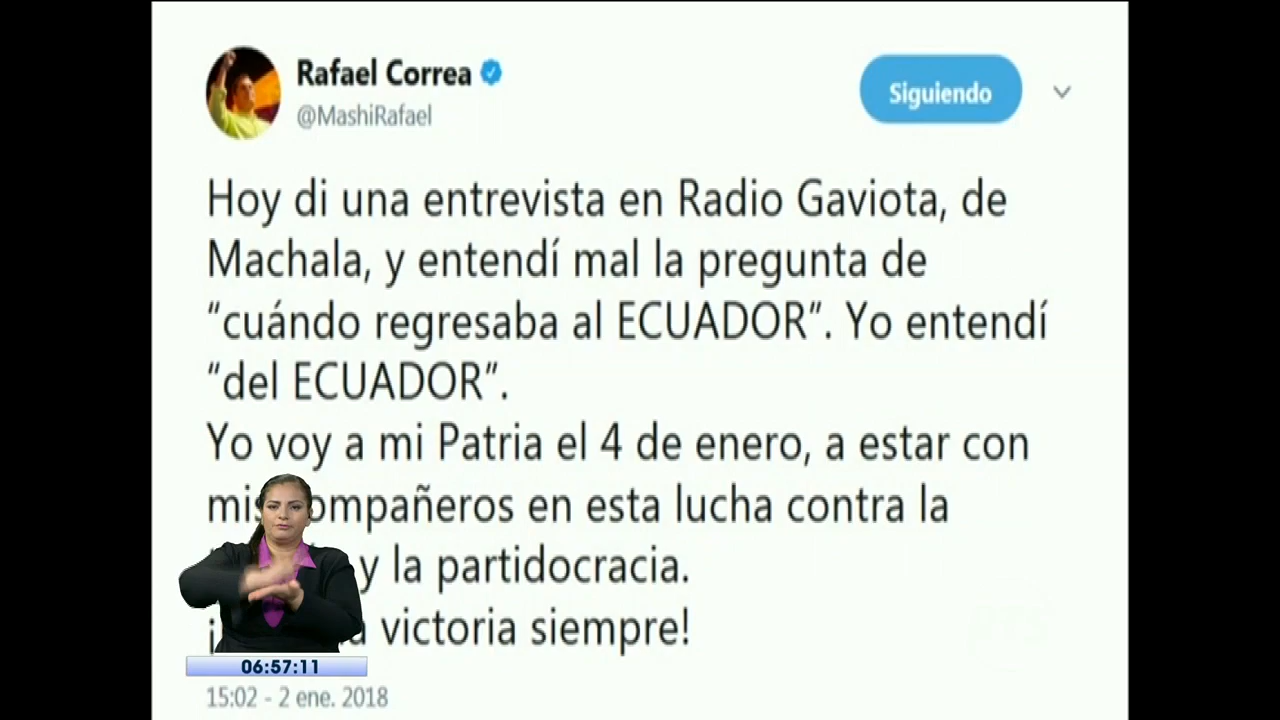 Rafael Correa
@MashiRafael
Siguiendo
Hoy di una entrevista en Radio Gaviota, de
Machala, y entendí mal la pregunta de
“cuándo regresaba al ECUADOR”. Yo entendí
“del ECUADOR”.
Yo voy a mi Patria el 4 de enero, a estar con
compañeros en esta lucha contra la
y la partidocracia.
victoria siempre!
06:57:11
15:02 - 2 ene. 2018